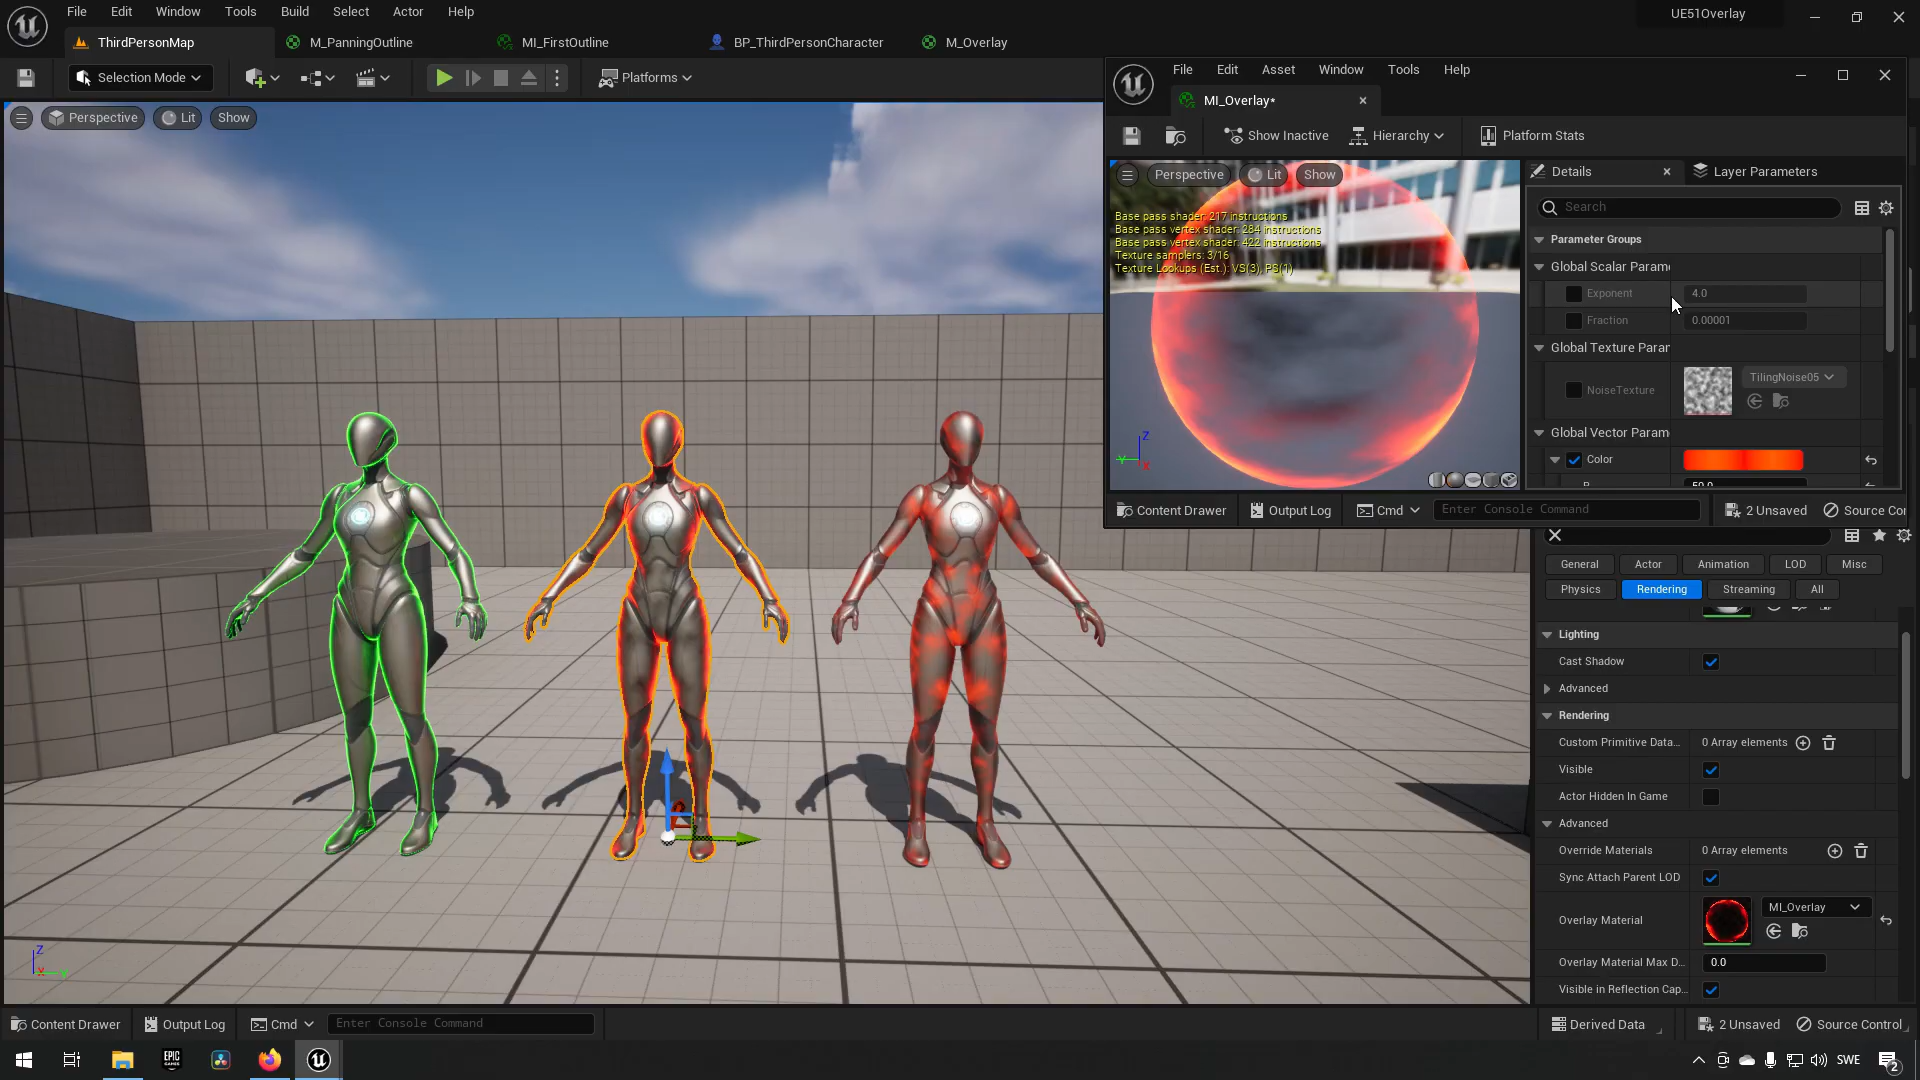 File Edit Window Tools Build Select Actor Help
UE51Overlay
ThirdPersonMap
M_PanningOutline
MI_FirstOutline
BP_ThirdPersonCharacter
M_Overlay
Selection Mode
Platforms
Perspective
Lit
Show
File Edit Asset Window Tools Help
MI_Overlay*
Show Inactive
Hierarchy
Platform Stats
Perspective
Lit
Show
Base pass shader: 217 instructions
Base pass vertex shader: 284 instructions
Base pass vertex shader: 422 instructions
Texture samplers: 3/16
Texture Lookups (Est.): VS(3), PS(1)
Z
Y
X
Details
Layer Parameters
Search
Parameter Groups
Global Scalar Param
Exponent 4.0
Fraction 0.00001
Global Texture Parar
NoiseTexture
TilingNoise05
Global Vector Param
Color
Content Drawer
Output Log
Cmd
Enter Console Command
2 Unsaved
Source Co
General
Actor
Animation
LOD
Misc
Physics
Rendering
Streaming
All
Lighting
Cast Shadow
Advanced
Rendering
Custom Primitive Data... 0 Array elements
Visible
Actor Hidden In Game
Advanced
Override Materials 0 Array elements
Sync Attach Parent LOD
Overlay Material
MI_Overlay
Overlay Material Max D... 0.0
Visible in Reflection Cap...
Z
X
Content Drawer
Output Log
Cmd
Enter Console Command
Derived Data
2 Unsaved
Source Control
EPIC GAMES
SWE
2